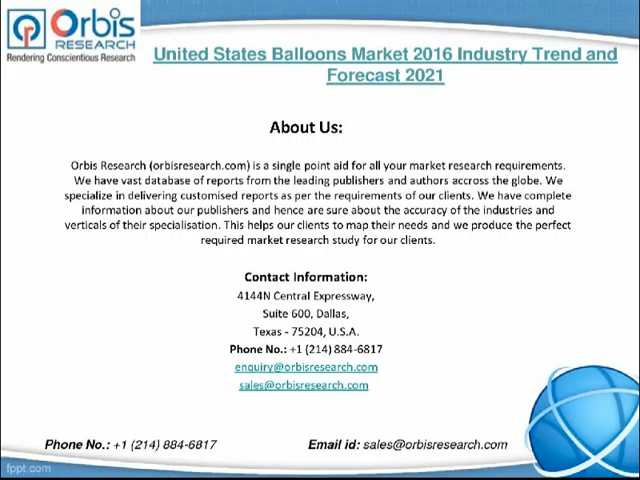 Orbis
RESEARCH
Rendering Conscientious Research
United States Balloons Market 2016 Industry Trend and
Forecast 2021
About Us:
Orbis Research (orbisresearch.com) is a single point aid for all your market research requirements.
We have vast database of reports from the leading publishers and authors accross the globe. We
specialize in delivering customised reports as per the requirements of our clients. We have complete
information about our publishers and hence are sure about the accuracy of the industries and
verticals of their specialisation. This helps our clients to map their needs and we produce the perfect
required market research study for our clients.
Contact Information:
4144N Central Expressway,
Suite 600, Dallas,
Texas - 75204, U.S.A.
Phone No.: +1 (214) 884-6817
enquiry@orbisresearch.com
sales@orbisresearch.com
Phone No.: +1 (214) 884-6817 Email id: sales@orbisresearch.com
fppt.com